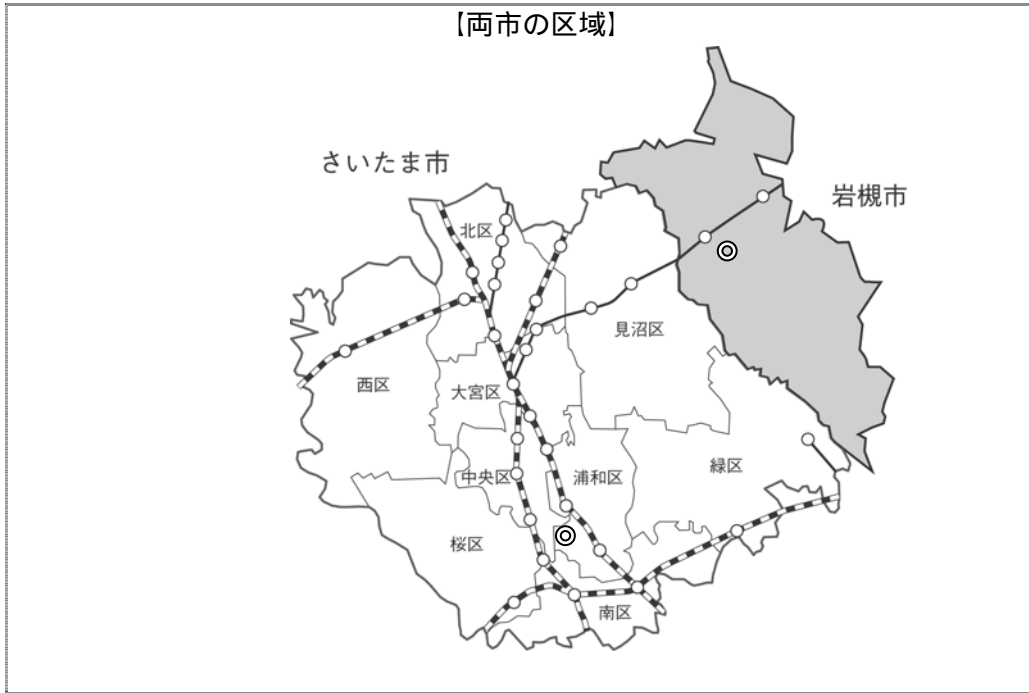 【両市の区域】
さいたま市
岩槻市
北区
見沼区
西区
大宮区
緑区
中央区
浦和区
桜区
南区